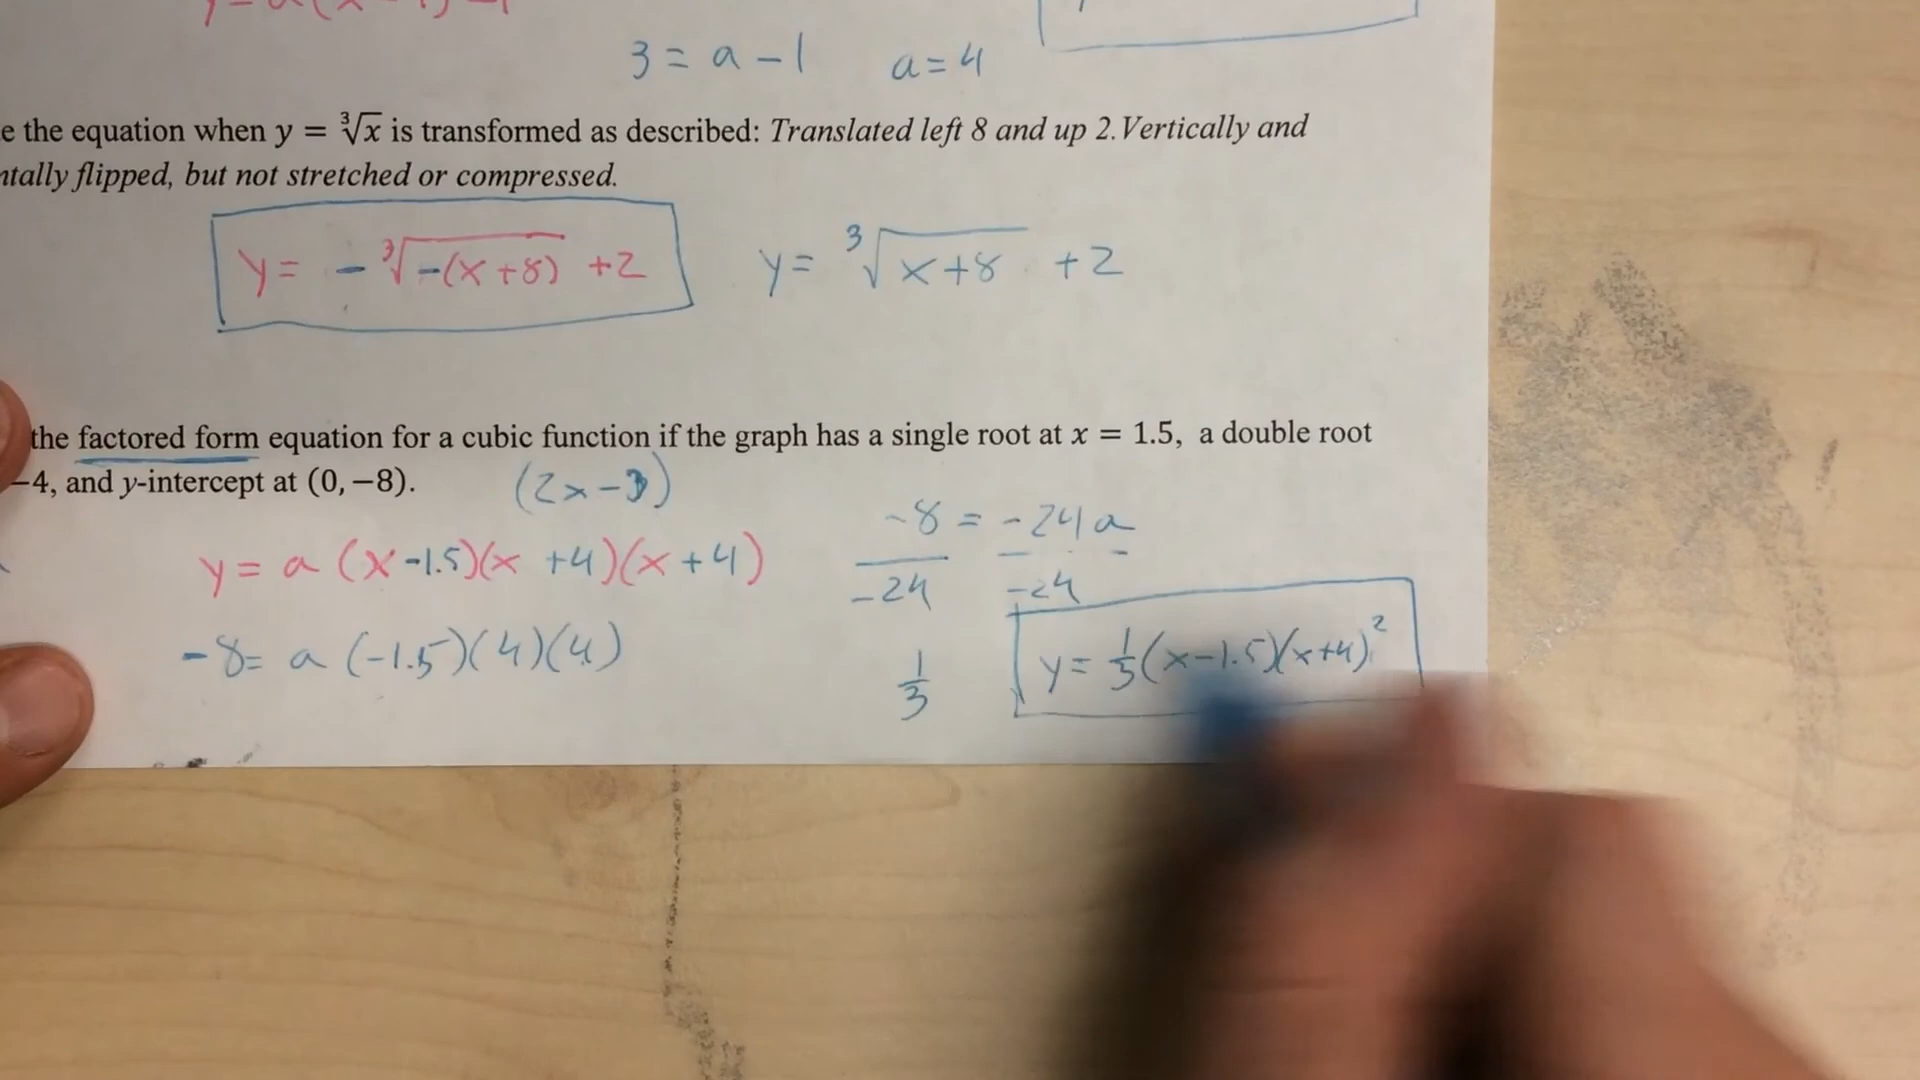 3 = a - 1 a = 4
e the equation when y = ∛x is transformed as described: Translated left 8 and up 2. Vertically and
ntally flipped, but not stretched or compressed.
y = - ∛-(x+8) +2 y = ∛x+8 +2
the factored form equation for a cubic function if the graph has a single root at x = 1.5, a double root
-4, and y-intercept at (0, -8).
(2x-3)
-8 = -24a
y = a (x-1.5)(x+4)(x+4)
-24 -24
-8 = a (-1.5)(4)(4)
1/3 y = 1/3(x-1.5)(x+4)²